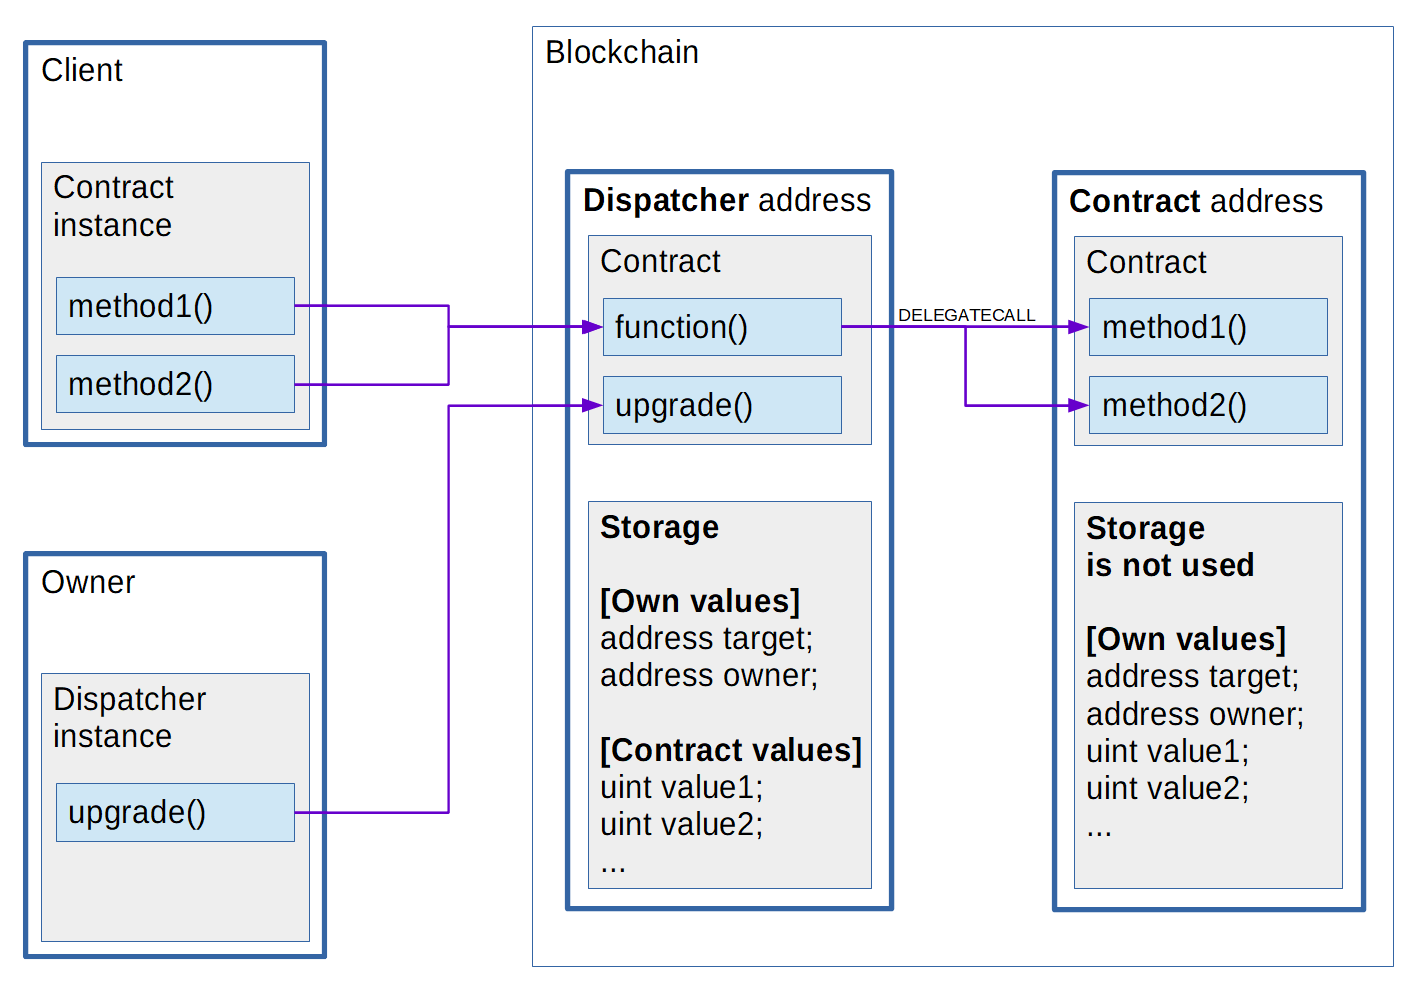 Client
Contract
instance
method1()
method2()
Owner
Dispatcher
instance
upgrade()
Blockchain
Dispatcher address
Contract
function()
upgrade()
Storage
[Own values]
address target;
address owner;
[Contract values]
uint value1;
uint value2;
...
DELEGATECALL
Contract address
Contract
method1()
method2()
Storage
is not used
[Own values]
address target;
address owner;
uint value1;
uint value2;
...